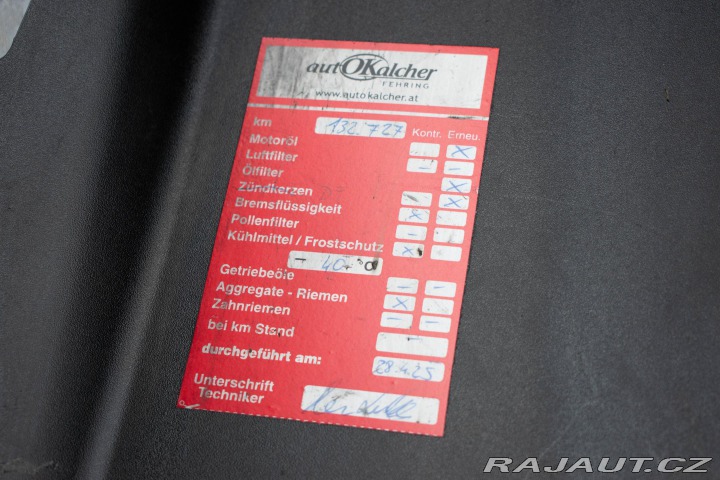 autOKalcher
FEHRING
www.autokalcher.at
km 132.727 Kontr. Erneu.
Motoröl X
Luftfilter - -
Ölfilter X
Zündkerzen X
Bremsflüssigkeit X
Pollenfilter -
Kühlmittel / Frostschutz X
- 40 °C
Getriebeöle - -
Aggregate - Riemen X
Zahnriemen - -
bei km Stand
durchgeführt am: 28.4.25
Unterschrift
Techniker
RAJAUT.CZ